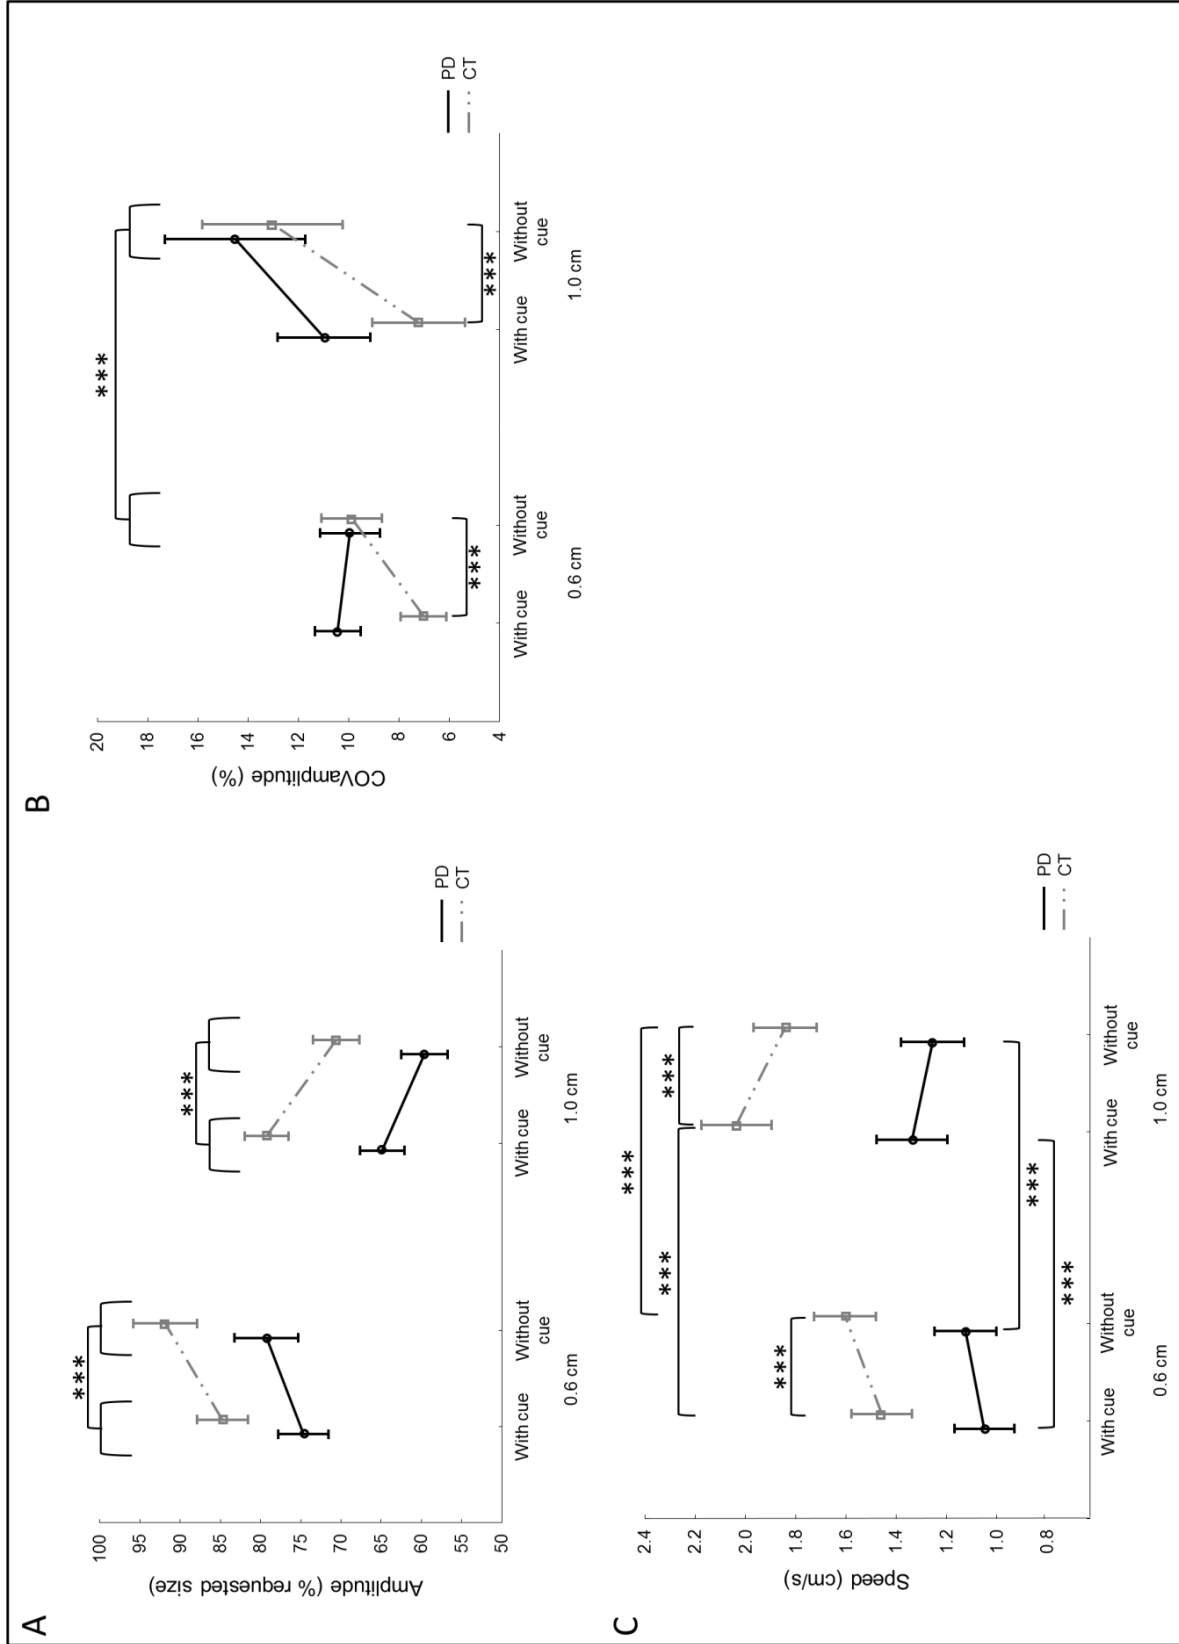 A
Amplitude (% requested size)
100
95
90
85
80
75
70
65
60
55
50
***
***
With cue
Without
cue
With cue
Without
cue
0.6 cm
1.0 cm
PD
CT
B
COVamplitude (%)
20
18
16
14
12
10
8
6
4
***
***
***
With cue
Without
cue
With cue
Without
cue
0.6 cm
1.0 cm
PD
CT
C
Speed (cm/s)
2.4
2.2
2.0
1.8
1.6
1.4
1.2
1.0
0.8
***
***
***
***
***
***
With cue
Without
cue
With cue
Without
cue
0.6 cm
1.0 cm
PD
CT